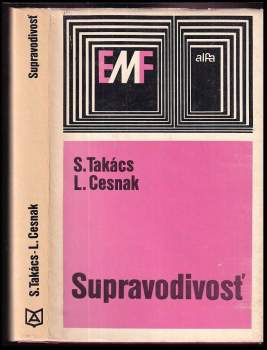 Supravodivosť
S. Takács - L. Cesnak
EMF
alfa
S. Takács
L. Cesnak
Supravodivosť